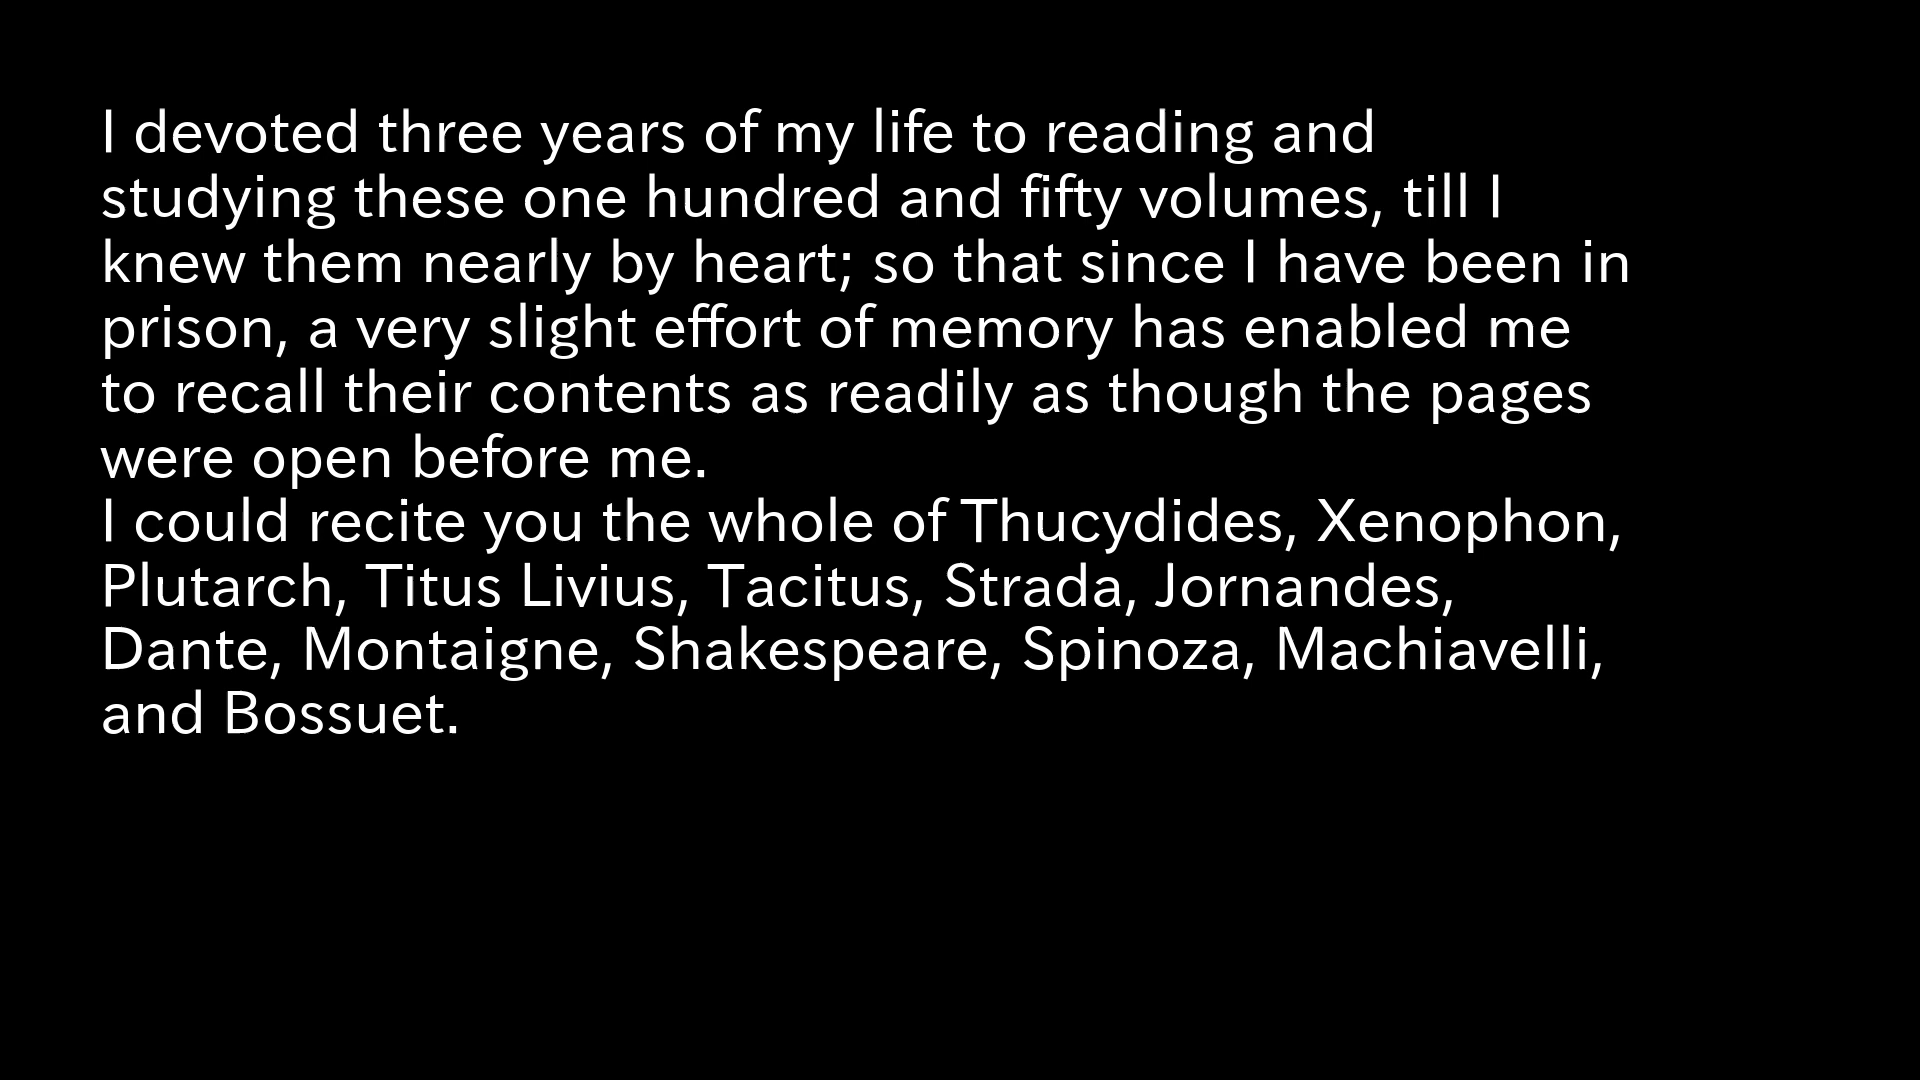 I devoted three years of my life to reading and
studying these one hundred and fifty volumes, till I
knew them nearly by heart; so that since I have been in
prison, a very slight effort of memory has enabled me
to recall their contents as readily as though the pages
were open before me.
I could recite you the whole of Thucydides, Xenophon,
Plutarch, Titus Livius, Tacitus, Strada, Jornandes,
Dante, Montaigne, Shakespeare, Spinoza, Machiavelli,
and Bossuet.